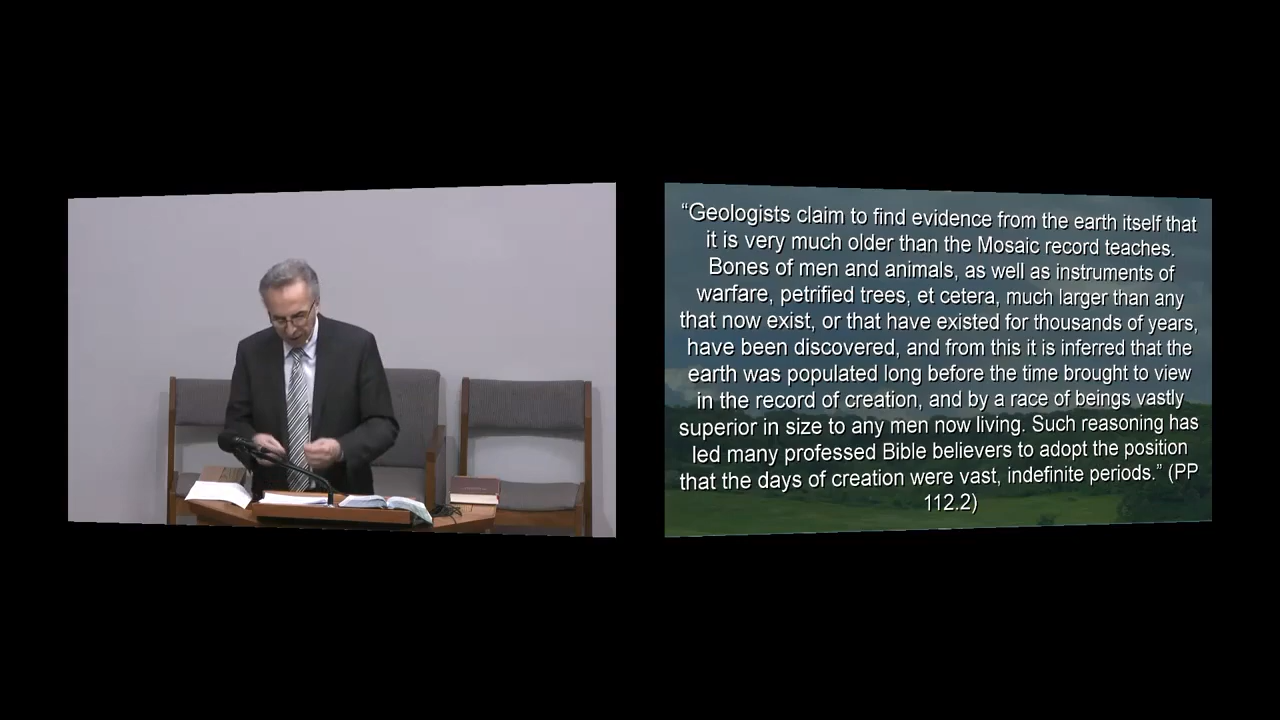 “Geologists claim to find evidence from the earth itself that
it is very much older than the Mosaic record teaches.
Bones of men and animals, as well as instruments of
warfare, petrified trees, et cetera, much larger than any
that now exist, or that have existed for thousands of years,
have been discovered, and from this it is inferred that the
earth was populated long before the time brought to view
in the record of creation, and by a race of beings vastly
superior in size to any men now living. Such reasoning has
led many professed Bible believers to adopt the position
that the days of creation were vast, indefinite periods.” (PP
112.2)